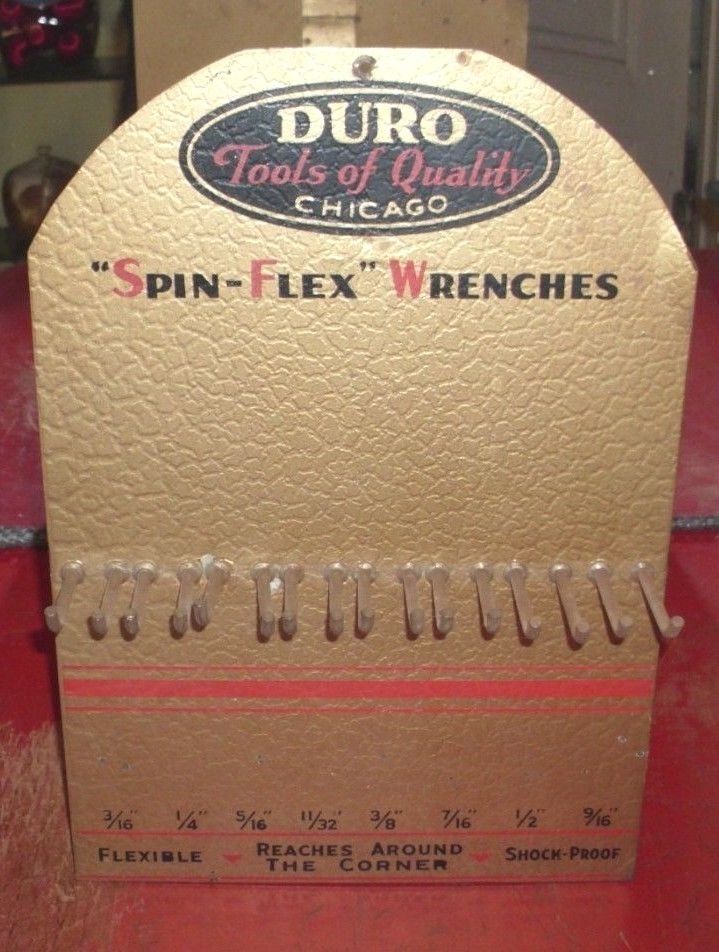 DURO
Tools of Quality
CHICAGO
"SPIN-FLEX" WRENCHES
3/16" 1/4" 5/16" 11/32" 3/8" 7/16" 1/2" 9/16"
FLEXIBLE REACHES AROUND THE CORNER SHOCK-PROOF